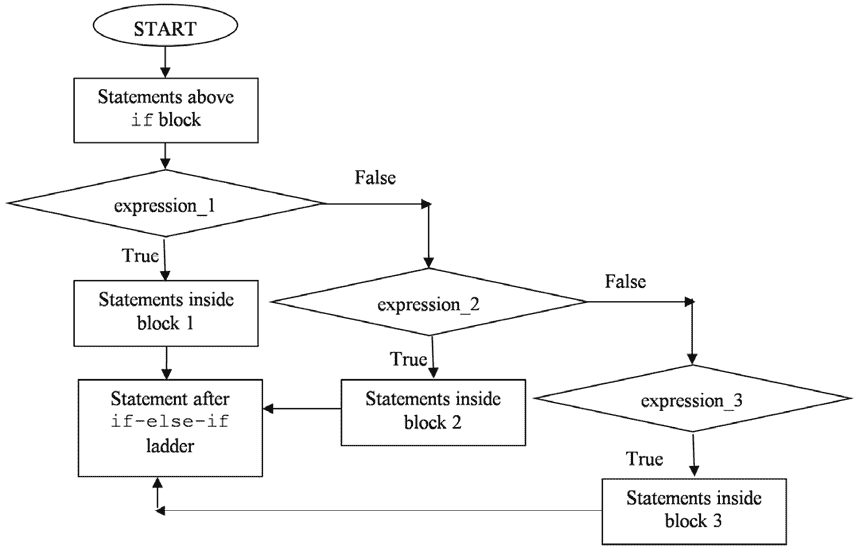 START
Statements above
if block
False
expression_1
True
Statements inside
block 1
False
expression_2
True
Statement after
if-else-if
ladder
Statements inside
block 2
expression_3
True
Statements inside
block 3